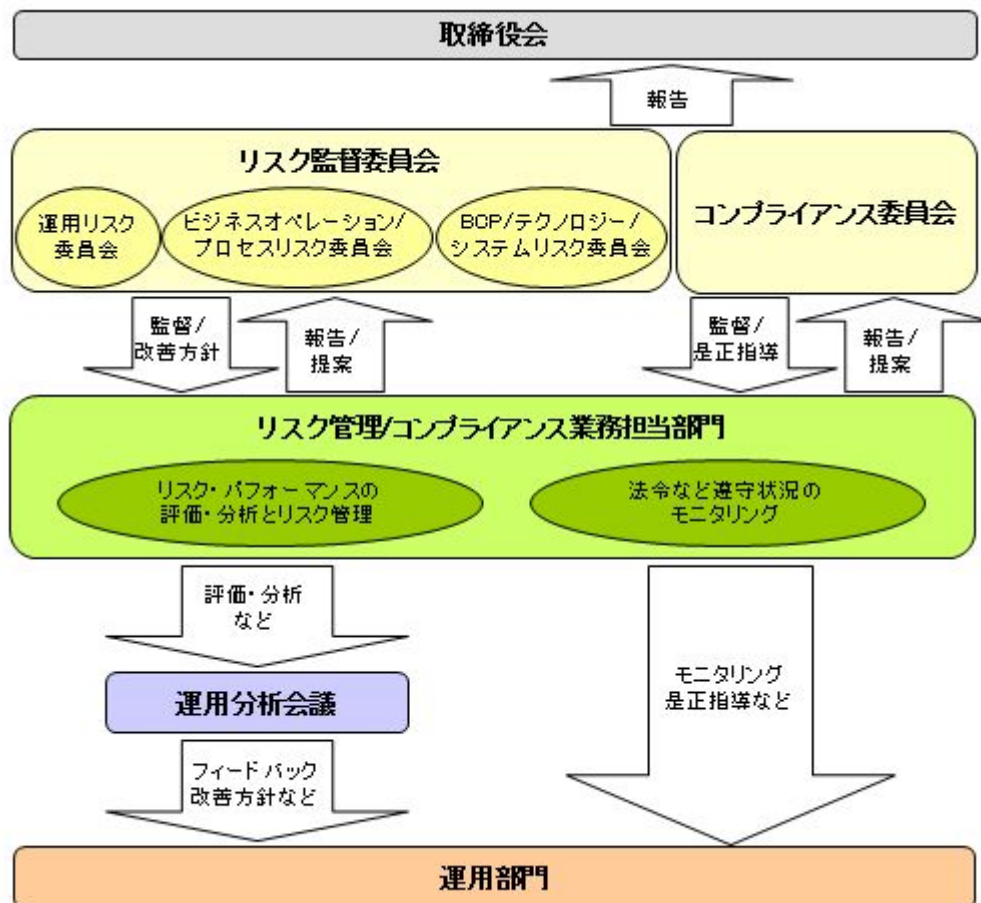 取締役会
報告
リスク監督委員会
運用リスク
委員会
ビジネスオペレーション/
プロセスリスク委員会
BCP/テクノロジー/
システムリスク委員会
コンプライアンス委員会
監督/
改善方針
報告/
提案
監督/
是正指導
報告/
提案
リスク管理/コンプライアンス業務担当部門
リスク・パフォーマンスの
評価・分析とリスク管理
法令など遵守状況の
モニタリング
評価・分析
など
運用分析会議
モニタリング
是正指導など
フィードバック
改善方針など
運用部門